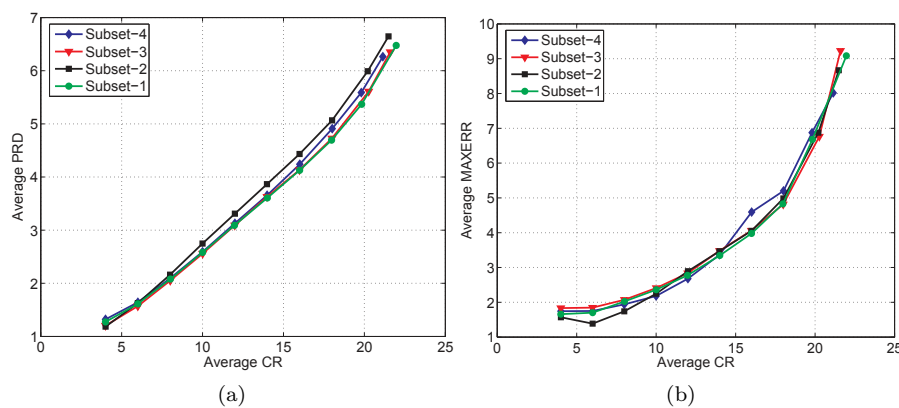 7
6
5
4
3
2
1
Average PRD
Subset-4
Subset-3
Subset-2
Subset-1
0 5 10 15 20 25
Average CR
(a)
10
9
8
7
6
5
4
3
2
1
Average MAXERR
Subset-4
Subset-3
Subset-2
Subset-1
0 5 10 15 20 25
Average CR
(b)